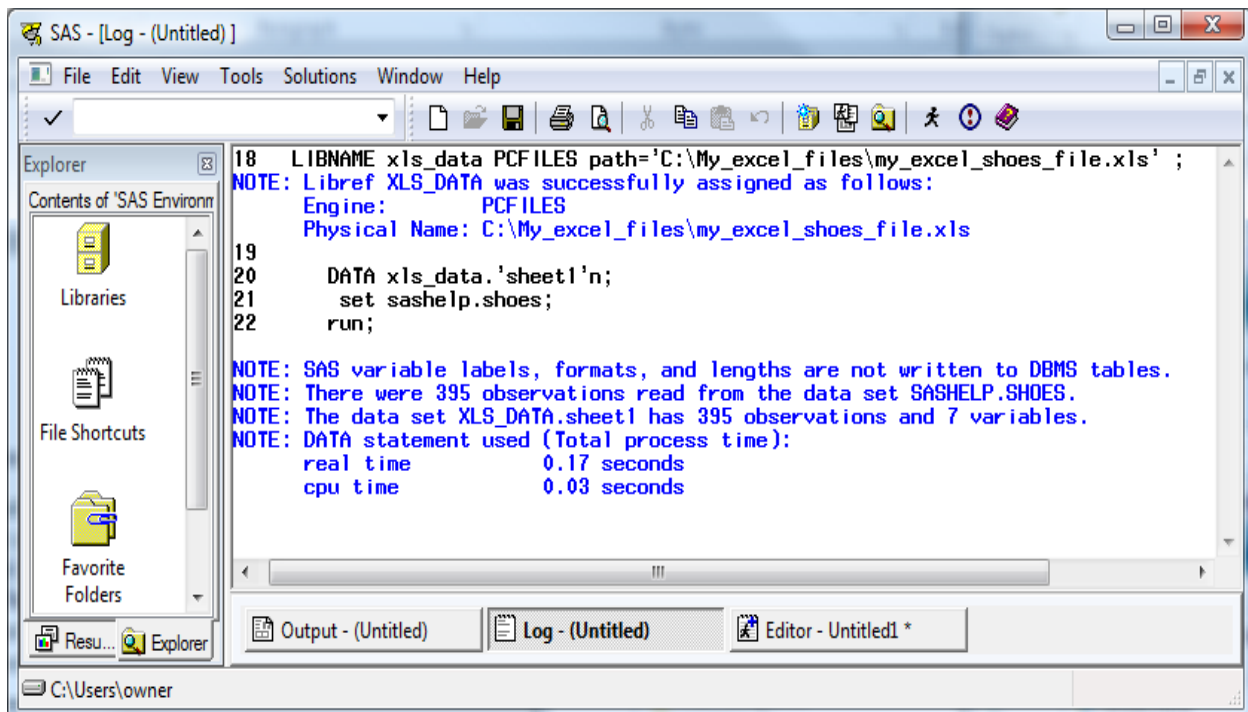 SAS - [Log - (Untitled) ]
File Edit View Tools Solutions Window Help
Explorer
Contents of 'SAS Environm
Libraries
File Shortcuts
Favorite
Folders
Resu... Explorer
18 LIBNAME xls_data PCFILES path='C:\My_excel_files\my_excel_shoes_file.xls' ;
NOTE: Libref XLS_DATA was successfully assigned as follows:
Engine: PCFILES
Physical Name: C:\My_excel_files\my_excel_shoes_file.xls
19
20 DATA xls_data.'sheet1'n;
21 set sashelp.shoes;
22 run;
NOTE: SAS variable labels, formats, and lengths are not written to DBMS tables.
NOTE: There were 395 observations read from the data set SASHELP.SHOES.
NOTE: The data set XLS_DATA.sheet1 has 395 observations and 7 variables.
NOTE: DATA statement used (Total process time):
real time 0.17 seconds
cpu time 0.03 seconds
Output - (Untitled) Log - (Untitled) Editor - Untitled1 *
C:\Users\owner